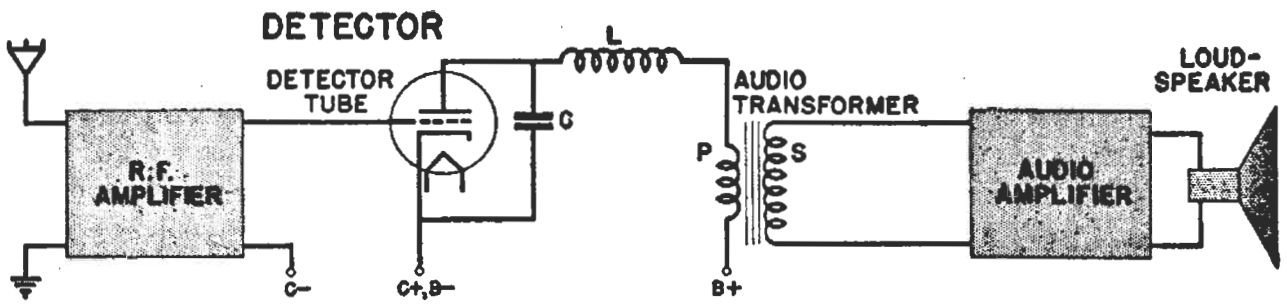 DETECTOR
DETECTOR
TUBE
L
C
AUDIO
TRANSFORMER
LOUD-
SPEAKER
R.F.
AMPLIFIER
P
S
AUDIO
AMPLIFIER
C-
C+,B-
B+